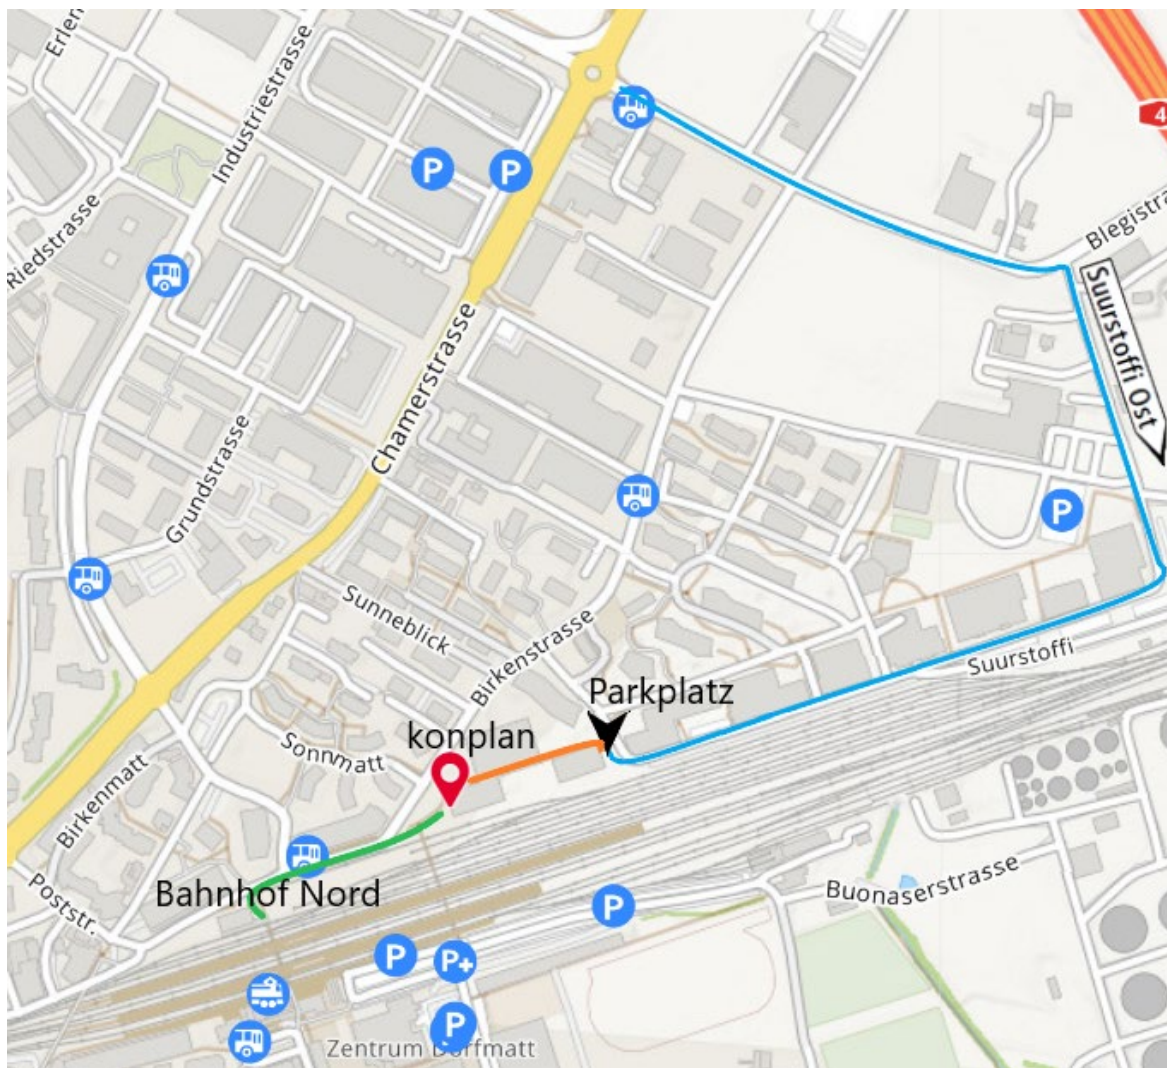 Erlen
Industriestrasse
4
P
P
Riedstrasse
Blegistra
Suurstoffi Ost
Chamerstrasse
Grundstrasse
P
Sunneblick
Birkenstrasse
Suurstoffi
Parkplatz
konplan
Sonnmatt
Birkenmatt
Bahnhof Nord
Poststr.
Buonaserstrasse
P
P
P+
P
Zentrum Dorfmatt